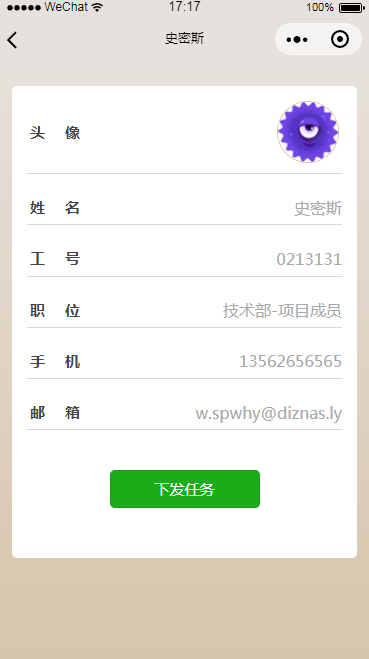 WeChat 17:17 100%
史密斯
头 像
姓 名 史密斯
工 号 0213131
职 位 技术部-项目成员
手 机 13562656565
邮 箱 w.spwhy@diznas.ly
下发任务